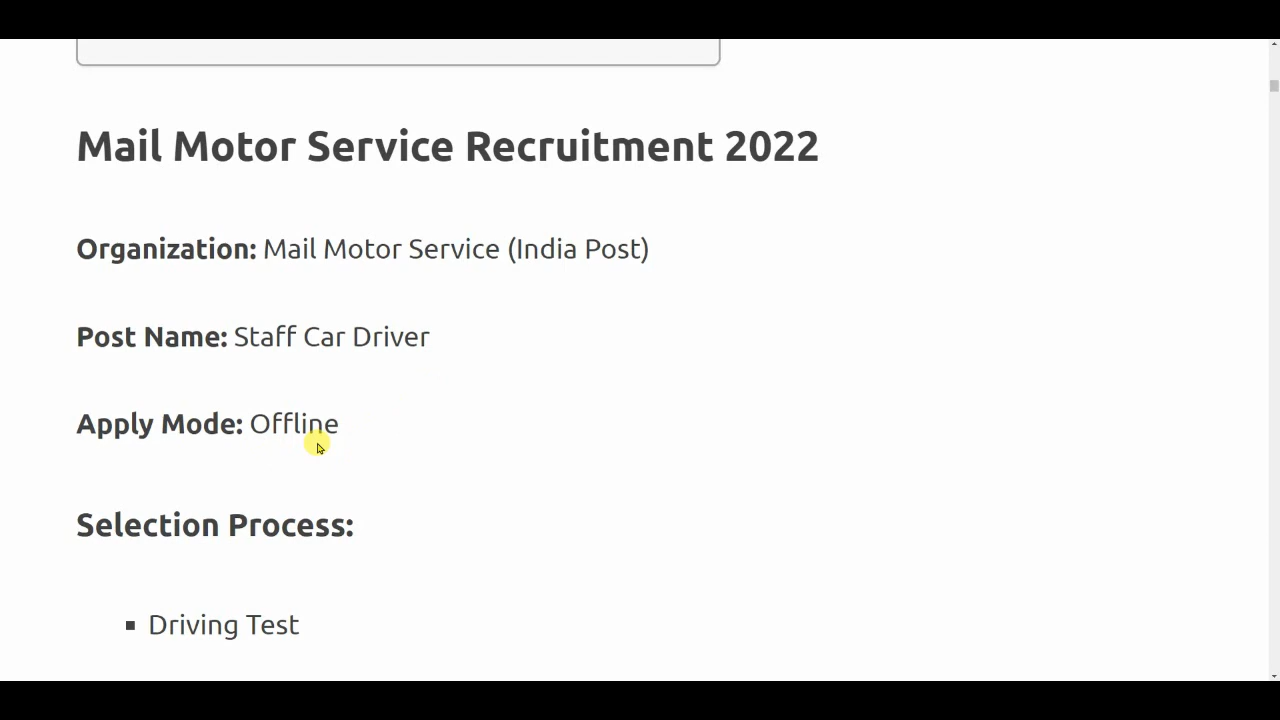 Mail Motor Service Recruitment 2022
Organization: Mail Motor Service (India Post)
Post Name: Staff Car Driver
Apply Mode: Offline
Selection Process:
▪ Driving Test